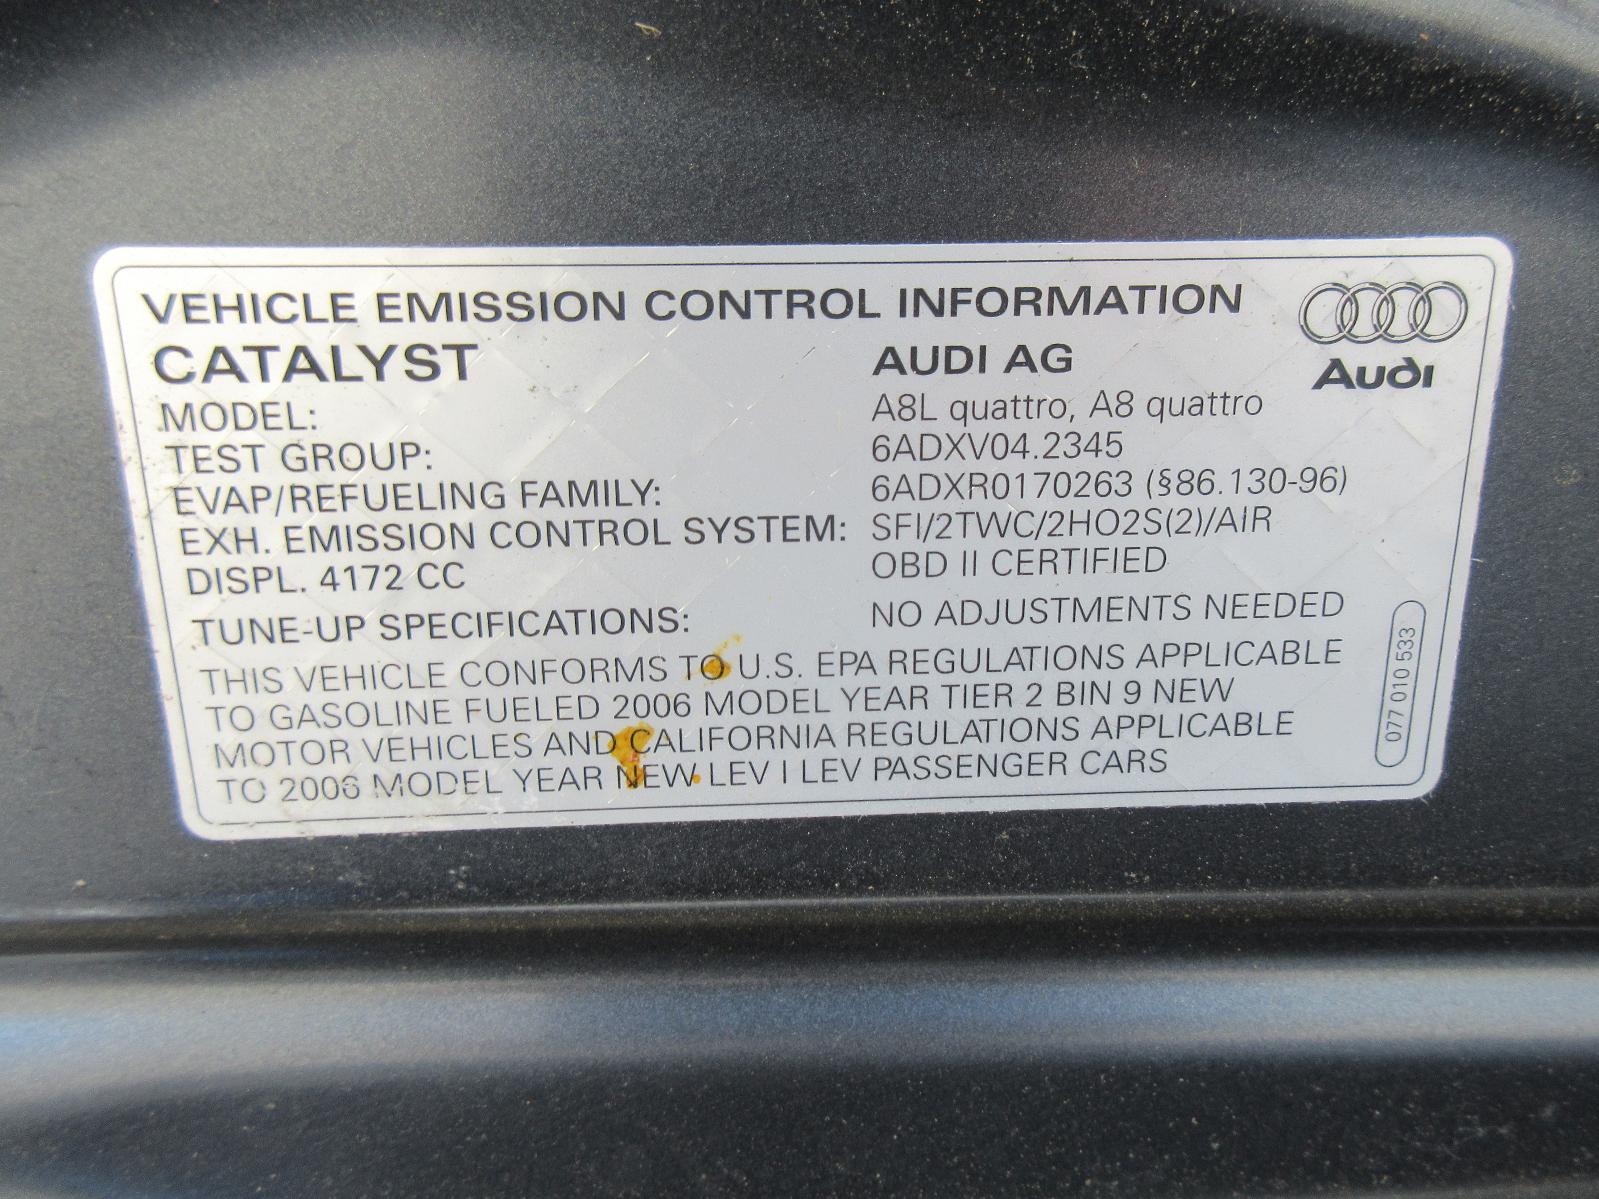 VEHICLE EMISSION CONTROL INFORMATION
CATALYST AUDI AG
Audi
MODEL: A8L quattro, A8 quattro
TEST GROUP: 6ADXV04.2345
EVAP/REFUELING FAMILY: 6ADXR0170263 (§86.130-96)
EXH. EMISSION CONTROL SYSTEM: SFI/2TWC/2HO2S(2)/AIR
DISPL. 4172 CC OBD II CERTIFIED
TUNE-UP SPECIFICATIONS: NO ADJUSTMENTS NEEDED
THIS VEHICLE CONFORMS TO U.S. EPA REGULATIONS APPLICABLE
TO GASOLINE FUELED 2006 MODEL YEAR TIER 2 BIN 9 NEW
MOTOR VEHICLES AND CALIFORNIA REGULATIONS APPLICABLE
TO 2006 MODEL YEAR NEW LEV I LEV PASSENGER CARS
077 010 533